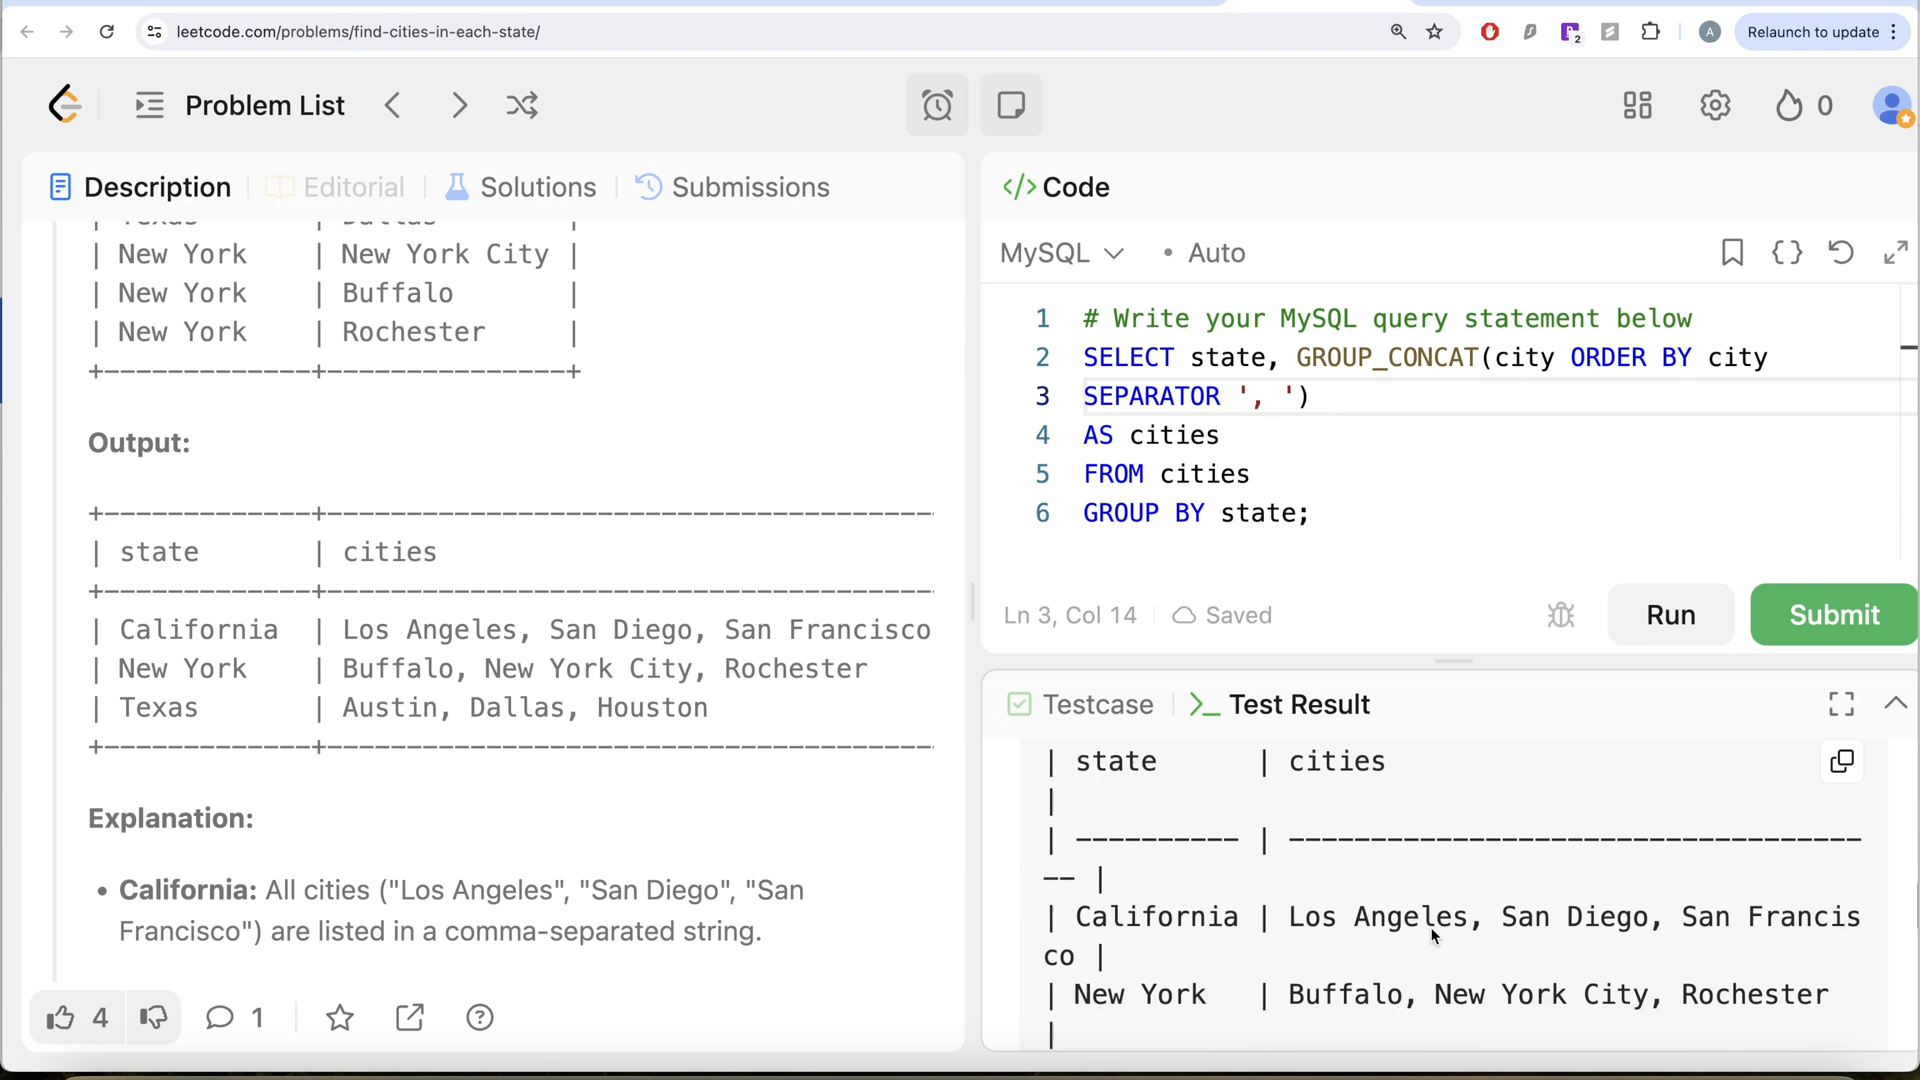 leetcode.com/problems/find-cities-in-each-state/
2
A
Relaunch to update
Problem List
0
Description
Editorial
Solutions
Submissions
| New York | New York City |
| New York | Buffalo |
| New York | Rochester |
+-------------+---------------+
Output:
+-------------+---------------------------------------
| state | cities
+-------------+---------------------------------------
| California | Los Angeles, San Diego, San Francisco
| New York | Buffalo, New York City, Rochester
| Texas | Austin, Dallas, Houston
+-------------+---------------------------------------
Explanation:
• California: All cities ("Los Angeles", "San Diego", "San
Francisco") are listed in a comma-separated string.
4
1
</> Code
MySQL
• Auto
1 # Write your MySQL query statement below
2 SELECT state, GROUP_CONCAT(city ORDER BY city
3 SEPARATOR ', ')
4 AS cities
5 FROM cities
6 GROUP BY state;
Ln 3, Col 14
Saved
Run
Submit
Testcase
>_ Test Result
| state | cities
|
| ---------- | -----------------------------------
-- |
| California | Los Angeles, San Diego, San Francis
co |
| New York | Buffalo, New York City, Rochester
|